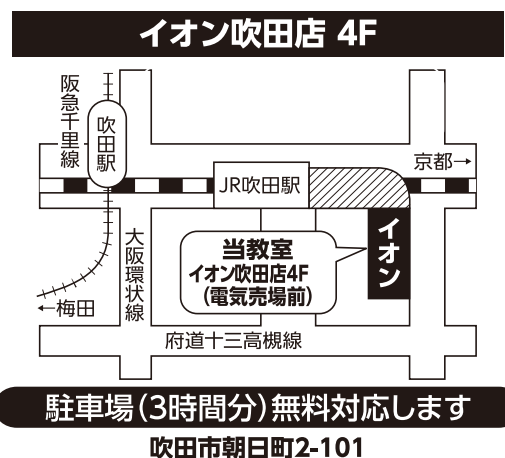 イオン吹田店 4F
阪急千里線
吹田駅
京都→
JR吹田駅
イオン
当教室
イオン吹田店4F
(電気売場前)
大阪環状線
←梅田
府道十三高槻線
駐車場(3時間分)無料対応します
吹田市朝日町2-101